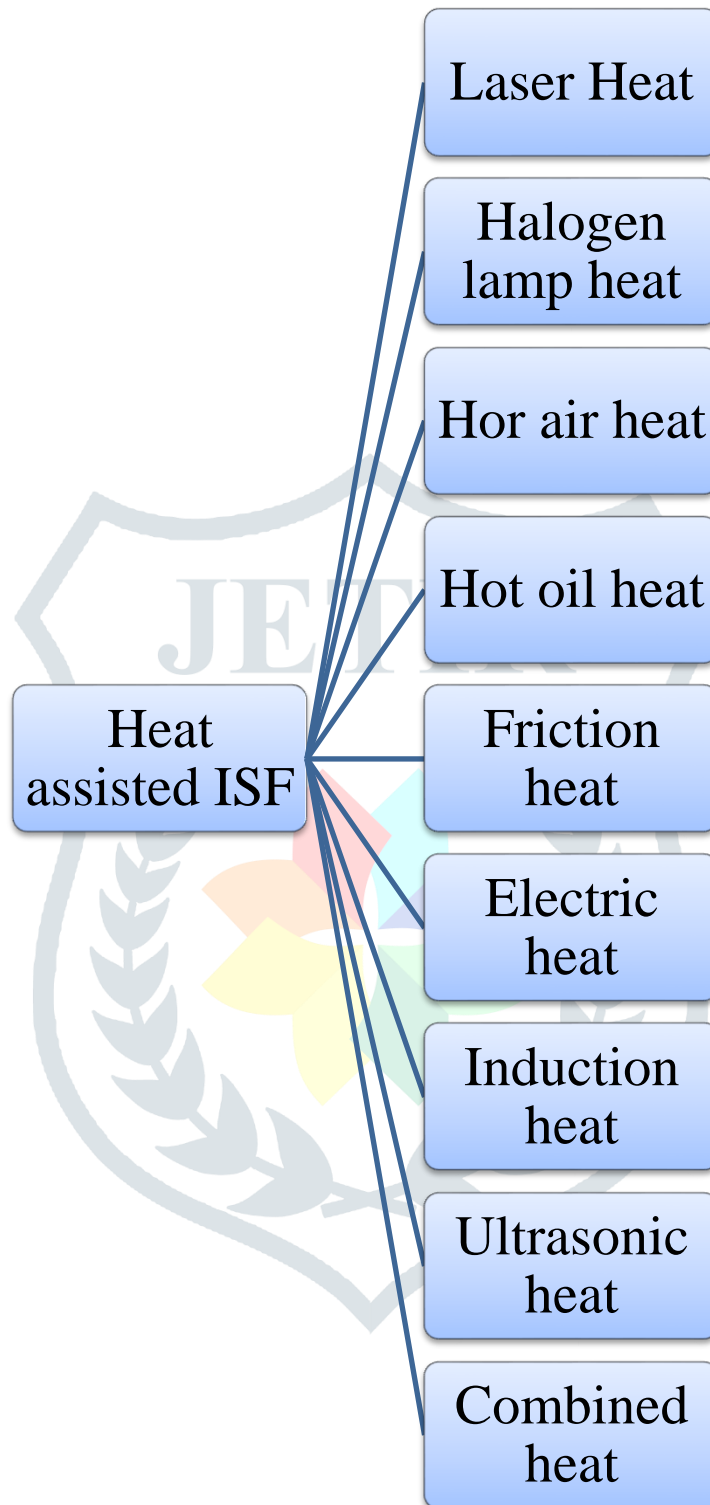 Laser Heat
Halogen
lamp heat
Hor air heat
Hot oil heat
JETIR
Heat
assisted ISF
Friction
heat
Electric
heat
Induction
heat
Ultrasonic
heat
Combined
heat